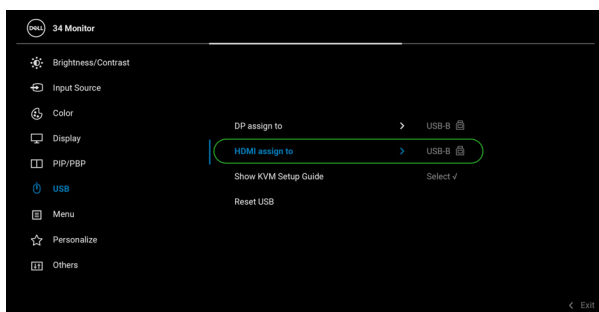 DELL 34 Monitor
Brightness/Contrast
Input Source
Color
Display
PIP/PBP
USB
Menu
Personalize
Others
DP assign to > USB-B
HDMI assign to > USB-B
Show KVM Setup Guide Select √
Reset USB
< Exit